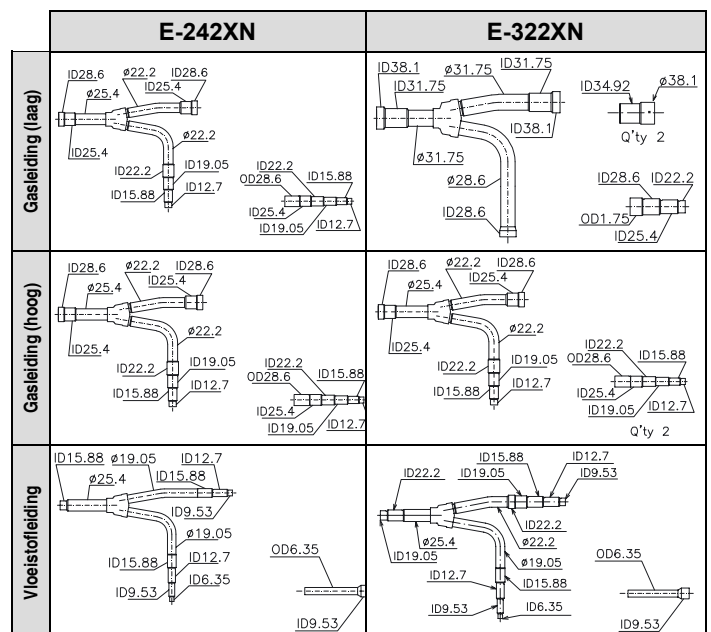 E-242XN
E-322XN
Gasleiding (laag)
ID28.6
ø22.2
ID28.6
ø25.4
ID25.4
ø22.2
ID25.4
ID22.2
ID19.05
ID15.88
ID12.7
ID22.2
OD28.6
ID15.88
ID25.4
ID19.05
ID12.7
ID38.1
ø31.75
ID31.75
ID31.75
ID38.1
ø31.75
ø28.6
ID28.6
ø38.1
ID34.92
Q'ty 2
ID28.6
ID22.2
OD1.75
ID25.4
Gasleiding (hoog)
ID28.6
ø22.2
ID28.6
ø25.4
ID25.4
ø22.2
ID25.4
ID22.2
ID19.05
ID15.88
ID12.7
ID22.2
ID15.88
OD28.6
ID25.4
ID19.05
ID12.7
ID28.6
ø22.2
ID28.6
ø25.4
ID25.4
ø22.2
ID25.4
ID22.2
ID19.05
ID15.88
ID12.7
ID22.2
ID15.88
OD28.6
ID25.4
ID19.05
ID12.7
Q'ty 2
Vloeistofleiding
ID15.88
ø19.05
ID12.7
ø25.4
ID15.88
ID9.53
ø19.05
ID15.88
ID12.7
ID9.53
ID6.35
OD6.35
ID9.53
ID22.2
ID15.88
ID12.7
ID19.05
ID9.53
ID22.2
ø22.2
ø25.4
ID19.05
ø19.05
ID12.7
ID15.88
ID9.53
ID6.35
OD6.35
ID9.53